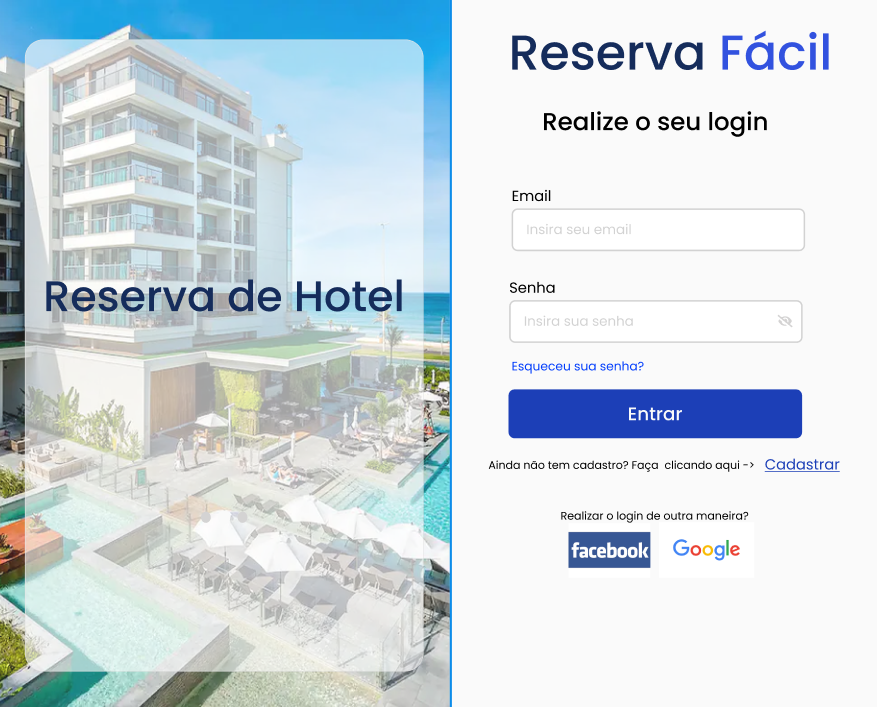 Reserva de Hotel
Reserva Fácil
Realize o seu login
Email
Insira seu email
Senha
Insira sua senha
Esqueceu sua senha?
Entrar
Ainda não tem cadastro? Faça  clicando aqui -> Cadastrar
Realizar o login de outra maneira?
facebook Google